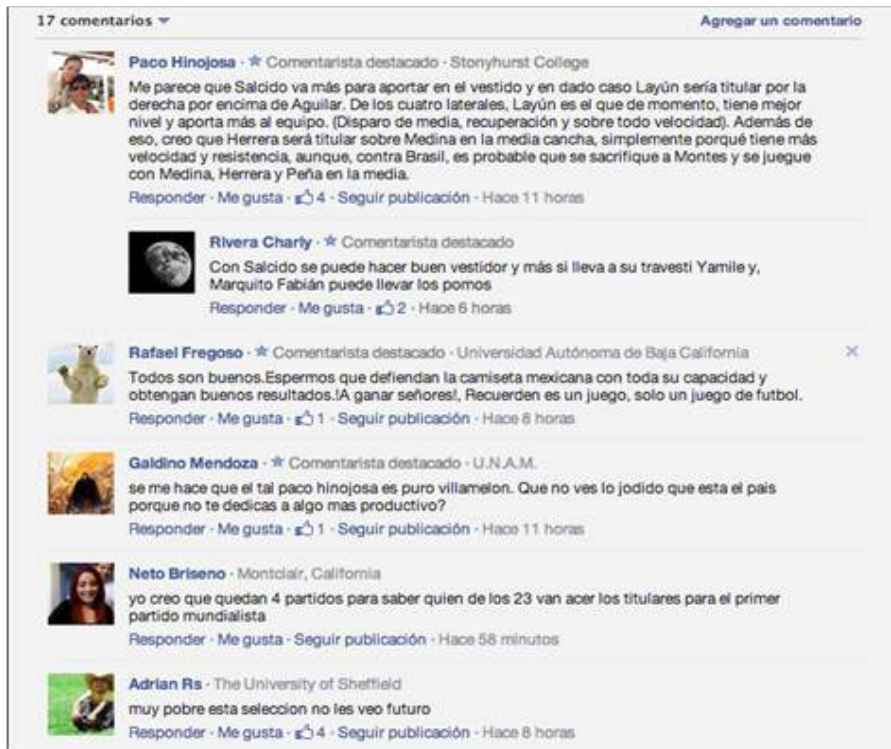 17 comentarios
Agregar un comentario
Paco Hinojosa · Comentarista destacado · Stonyhurst College
Me parece que Salcido va más para aportar en el vestido y en dado caso Layún sería titular por la
derecha por encima de Aguilar. De los cuatro laterales, Layún es el que de momento, tiene mejor
nivel y aporta más al equipo. (Disparo de media, recuperación y sobre todo velocidad). Además de
eso, creo que Herrera será titular sobre Medina en la media cancha, simplemente porqué tiene más
velocidad y resistencia, aunque, contra Brasil, es probable que se sacrifique a Montes y se juegue
con Medina, Herrera y Peña en la media.
Responder · Me gusta · 4 · Seguir publicación · Hace 11 horas
Rivera Charly · Comentarista destacado
Con Salcido se puede hacer buen vestidor y más si lleva a su travesti Yamile y,
Marquito Fabián puede llevar los pomos
Responder · Me gusta · 2 · Hace 6 horas
Rafael Fregoso · Comentarista destacado · Universidad Autónoma de Baja California
Todos son buenos.Espermos que defiendan la camiseta mexicana con toda su capacidad y
obtengan buenos resultados.!A ganar señores!, Recuerden es un juego, solo un juego de futbol.
Responder · Me gusta · 1 · Seguir publicación · Hace 8 horas
Galdino Mendoza · Comentarista destacado · U.N.A.M.
se me hace que el tal paco hinojosa es puro villamelon. Que no ves lo jodido que esta el pais
porque no te dedicas a algo mas productivo?
Responder · Me gusta · 1 · Seguir publicación · Hace 11 horas
Neto Briseno · Montclair, California
yo creo que quedan 4 partidos para saber quien de los 23 van acer los titulares para el primer
partido mundialista
Responder · Me gusta · Seguir publicación · Hace 58 minutos
Adrian Rs · The University of Sheffield
muy pobre esta seleccion no les veo futuro
Responder · Me gusta · 4 · Seguir publicación · Hace 8 horas